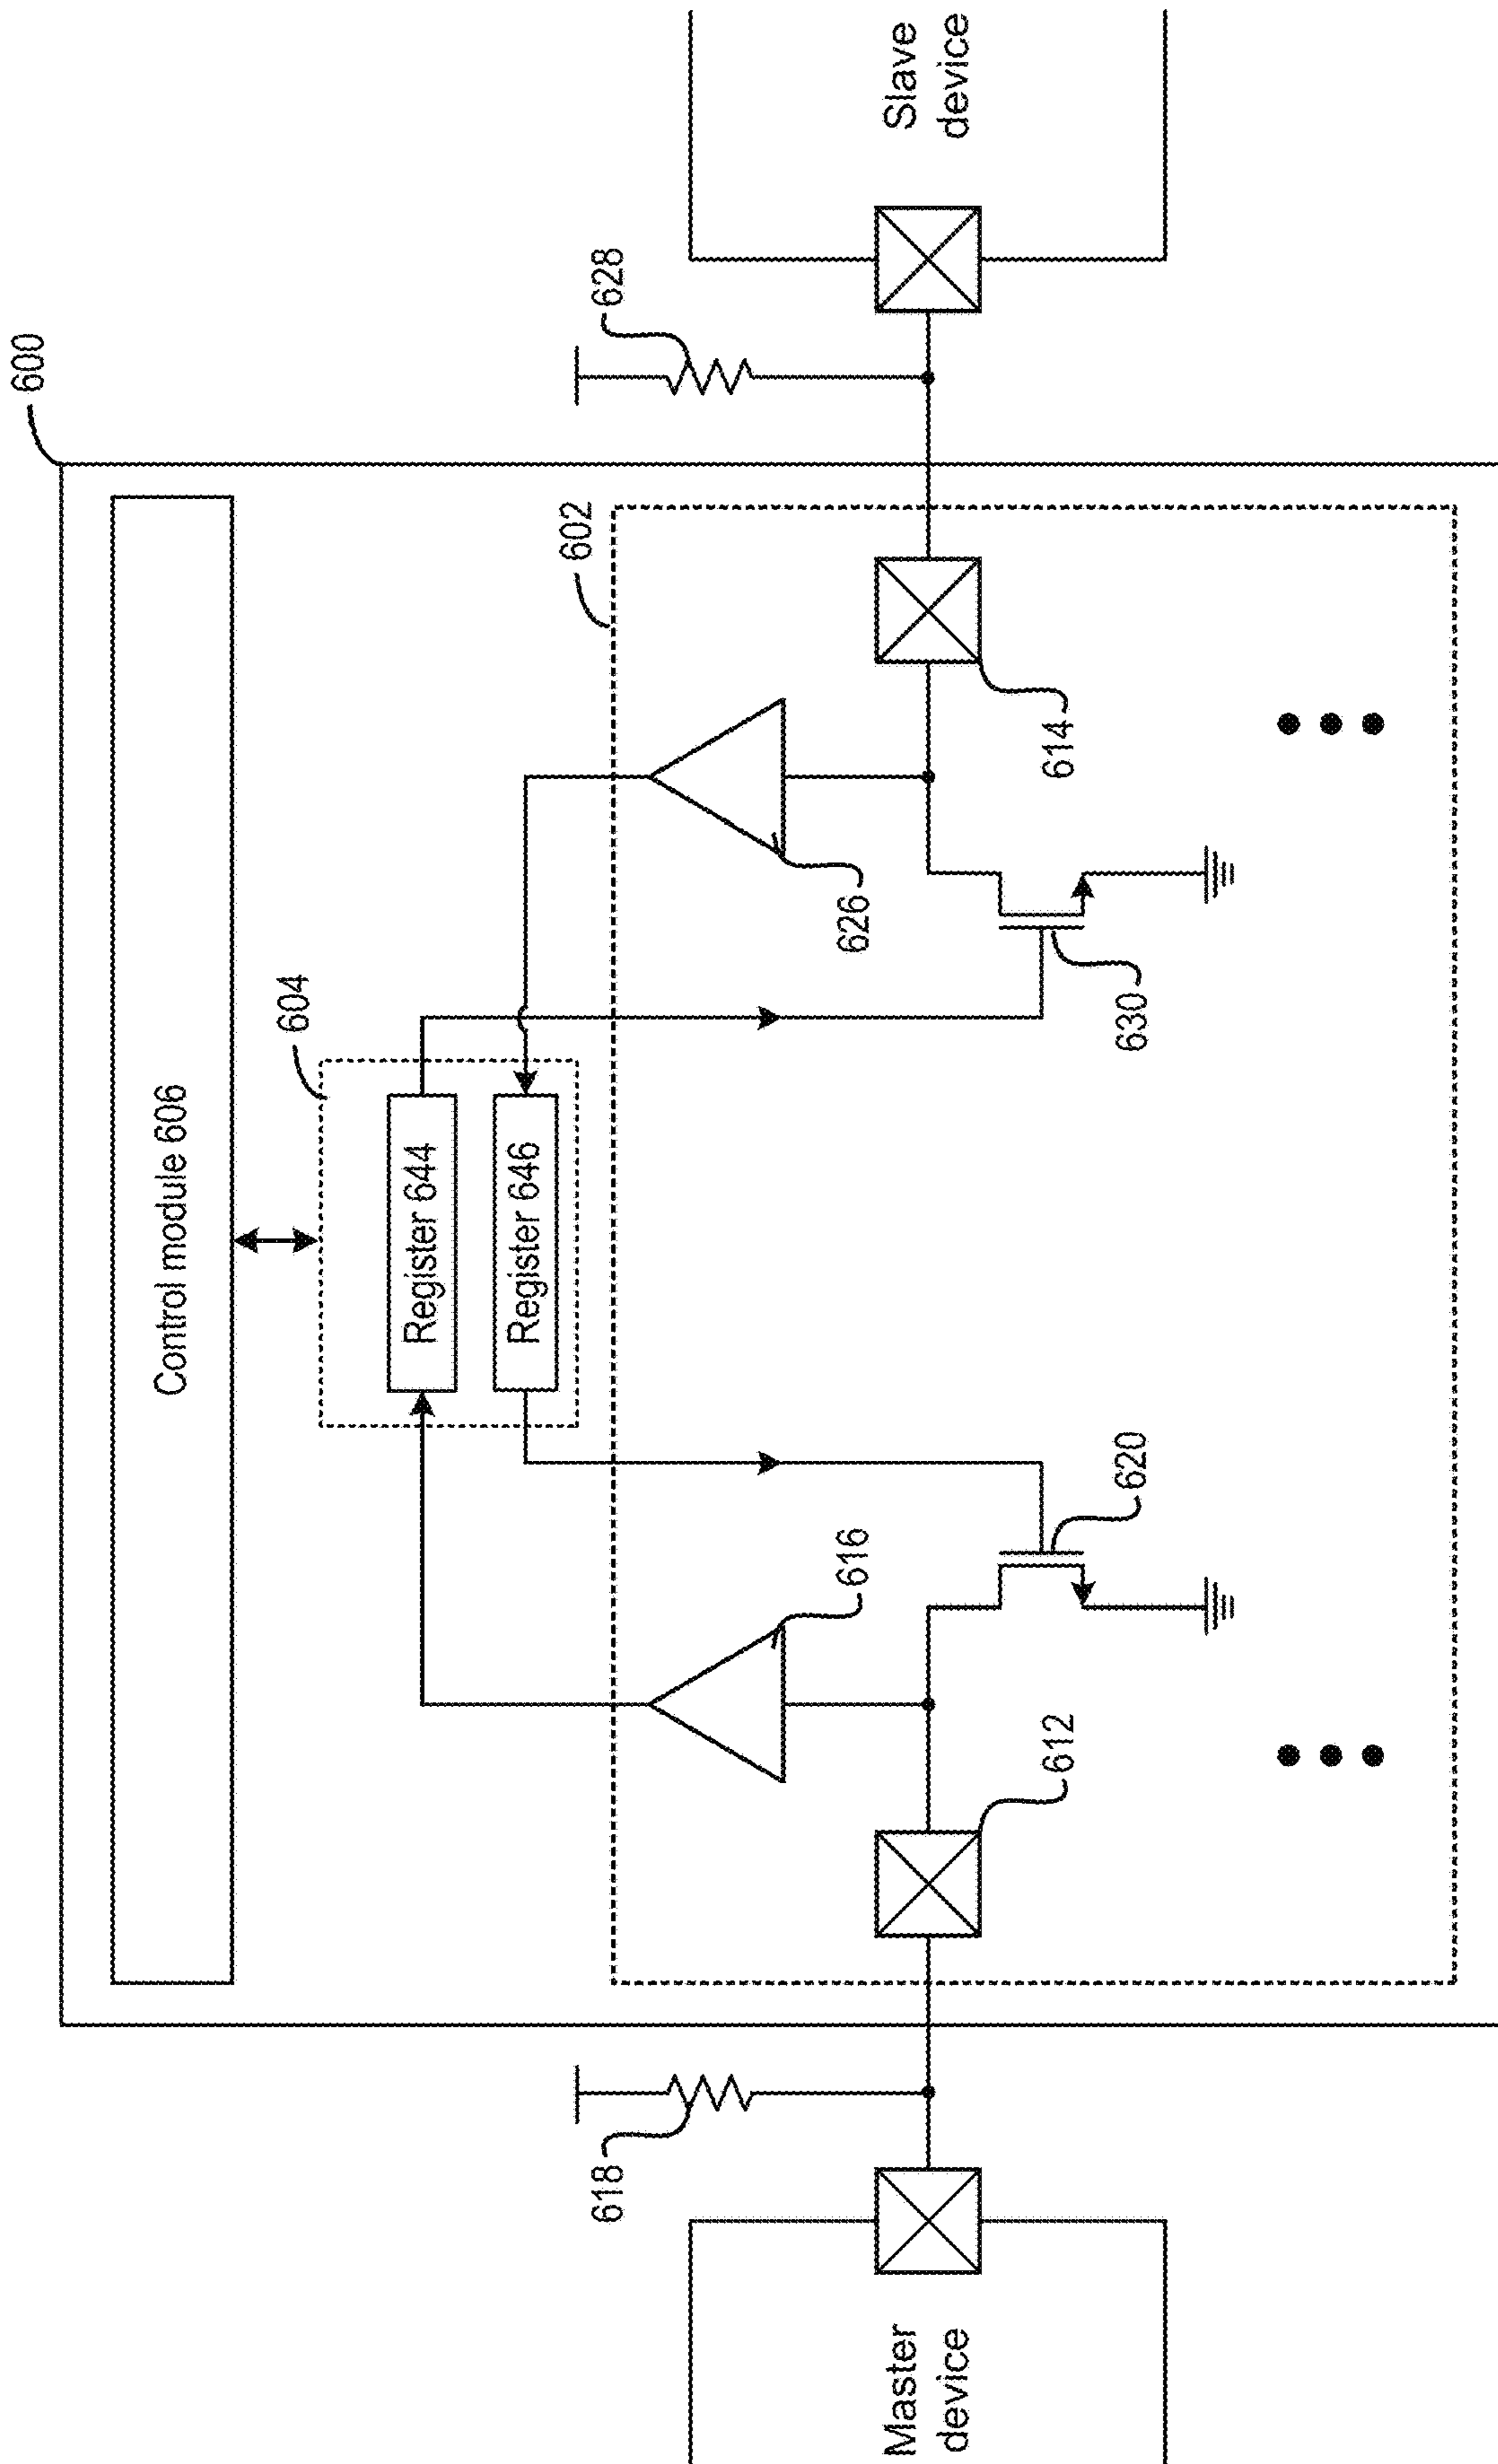 600
Control module 606
604
Register 644
Register 646
602
618
628
616
626
Master
device
Slave
device
612
614
620
630